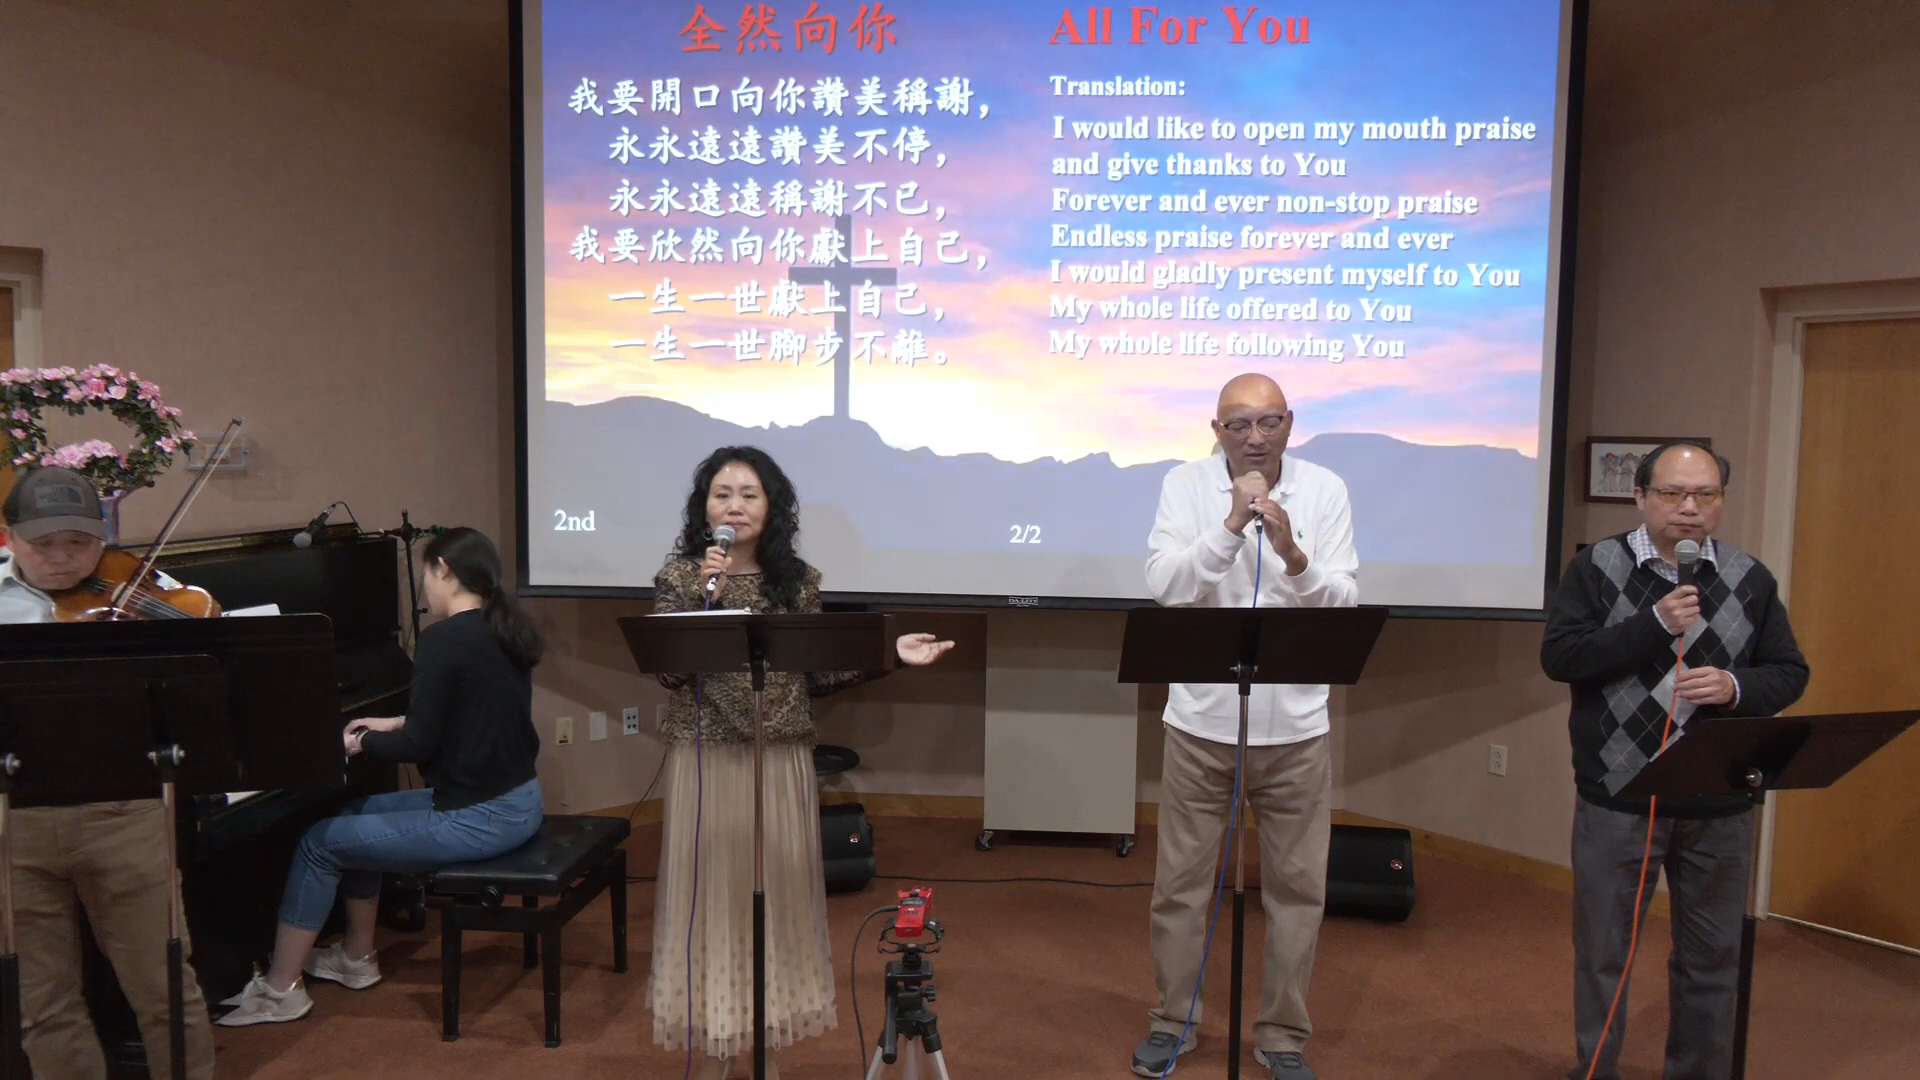 全然向你
我要開口向你讚美稱謝，
永永遠遠讚美不停，
永永遠遠稱謝不已，
我要欣然向你獻上自己，
一生一世獻上自己，
一生一世腳步不離。
All For You
Translation:
I would like to open my mouth praise
and give thanks to You
Forever and ever non-stop praise
Endless praise forever and ever
I would gladly present myself to You
My whole life offered to You
My whole life following You
2nd
2/2
DA-LITE